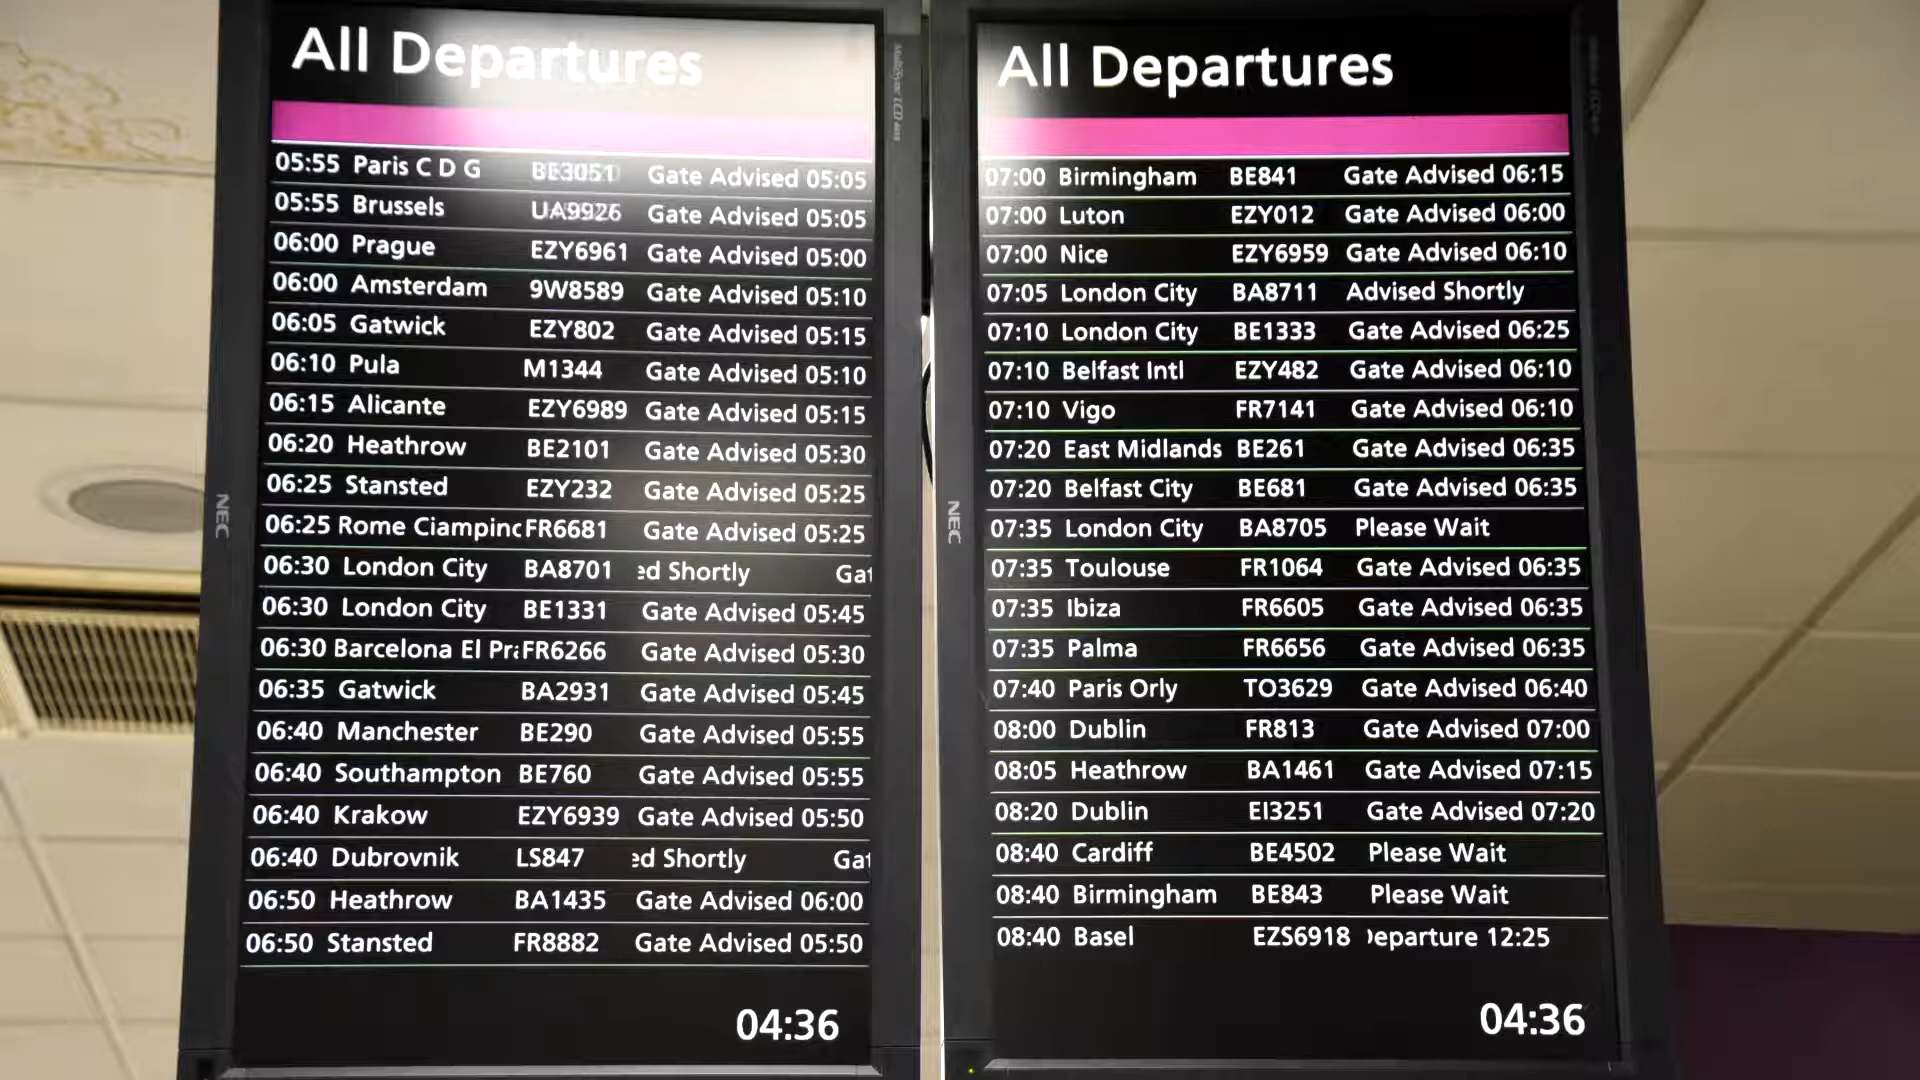 All Departures
05:55 Paris C D G BE3051 Gate Advised 05:05
05:55 Brussels UA9926 Gate Advised 05:05
06:00 Prague EZY6961 Gate Advised 05:00
06:00 Amsterdam 9W8589 Gate Advised 05:10
06:05 Gatwick EZY802 Gate Advised 05:15
06:10 Pula M1344 Gate Advised 05:10
06:15 Alicante EZY6989 Gate Advised 05:15
06:20 Heathrow BE2101 Gate Advised 05:30
06:25 Stansted EZY232 Gate Advised 05:25
06:25 Rome Ciampino FR6681 Gate Advised 05:25
06:30 London City BA8701 ed Shortly Gat
06:30 London City BE1331 Gate Advised 05:45
06:30 Barcelona El Pra FR6266 Gate Advised 05:30
06:35 Gatwick BA2931 Gate Advised 05:45
06:40 Manchester BE290 Gate Advised 05:55
06:40 Southampton BE760 Gate Advised 05:55
06:40 Krakow EZY6939 Gate Advised 05:50
06:40 Dubrovnik LS847 ed Shortly Gat
06:50 Heathrow BA1435 Gate Advised 06:00
06:50 Stansted FR8882 Gate Advised 05:50
04:36
NEC
All Departures
07:00 Birmingham BE841 Gate Advised 06:15
07:00 Luton EZY012 Gate Advised 06:00
07:00 Nice EZY6959 Gate Advised 06:10
07:05 London City BA8711 Advised Shortly
07:10 London City BE1333 Gate Advised 06:25
07:10 Belfast Intl EZY482 Gate Advised 06:10
07:10 Vigo FR7141 Gate Advised 06:10
07:20 East Midlands BE261 Gate Advised 06:35
07:20 Belfast City BE681 Gate Advised 06:35
07:35 London City BA8705 Please Wait
07:35 Toulouse FR1064 Gate Advised 06:35
07:35 Ibiza FR6605 Gate Advised 06:35
07:35 Palma FR6656 Gate Advised 06:35
07:40 Paris Orly TO3629 Gate Advised 06:40
08:00 Dublin FR813 Gate Advised 07:00
08:05 Heathrow BA1461 Gate Advised 07:15
08:20 Dublin EI3251 Gate Advised 07:20
08:40 Cardiff BE4502 Please Wait
08:40 Birmingham BE843 Please Wait
08:40 Basel EZS6918 Departure 12:25
04:36
NEC